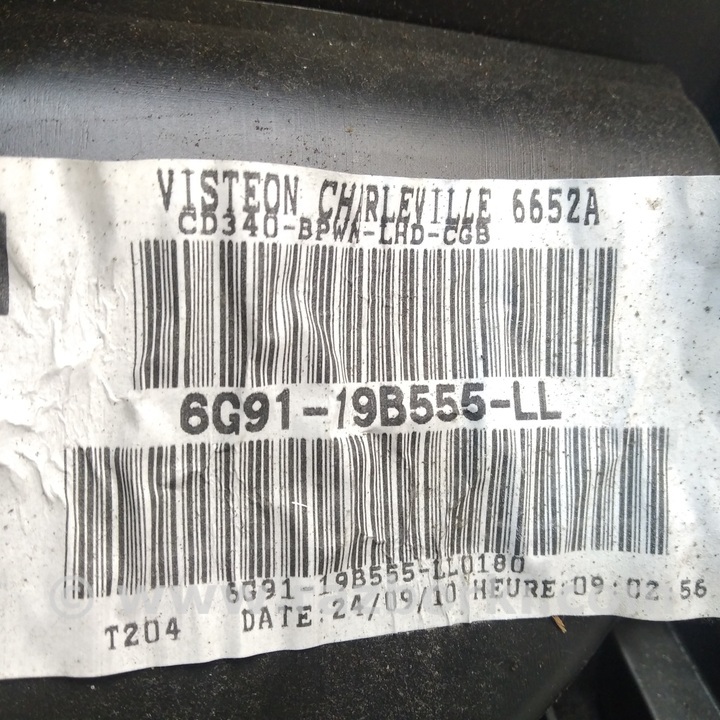 VISTEON CHARLEVILLE 6652A
CD340-BPWN-LHD-CGB
6G91-19B555-LL
6G91-19B555-LL0180
DATE:24/09/10 HEURE:09:02:56
T204